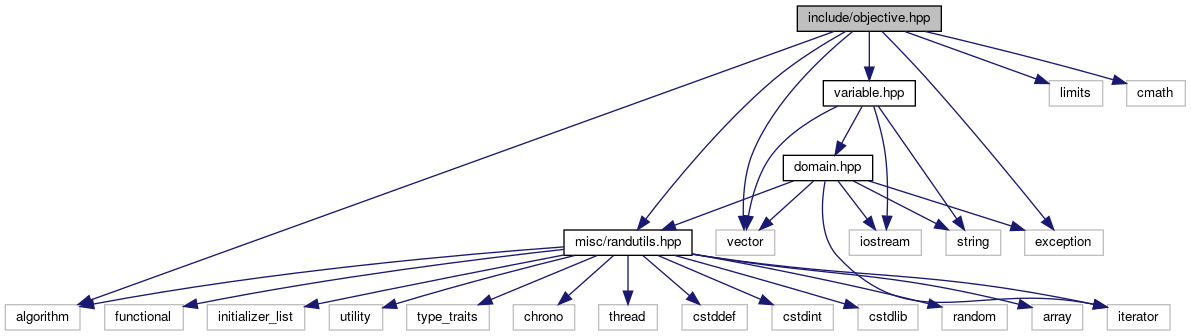 include/objective.hpp
variable.hpp
limits
cmath
domain.hpp
misc/randutils.hpp
vector
iostream
string
exception
algorithm
functional
initializer_list
utility
type_traits
chrono
thread
cstddef
cstdint
cstdlib
random
array
iterator